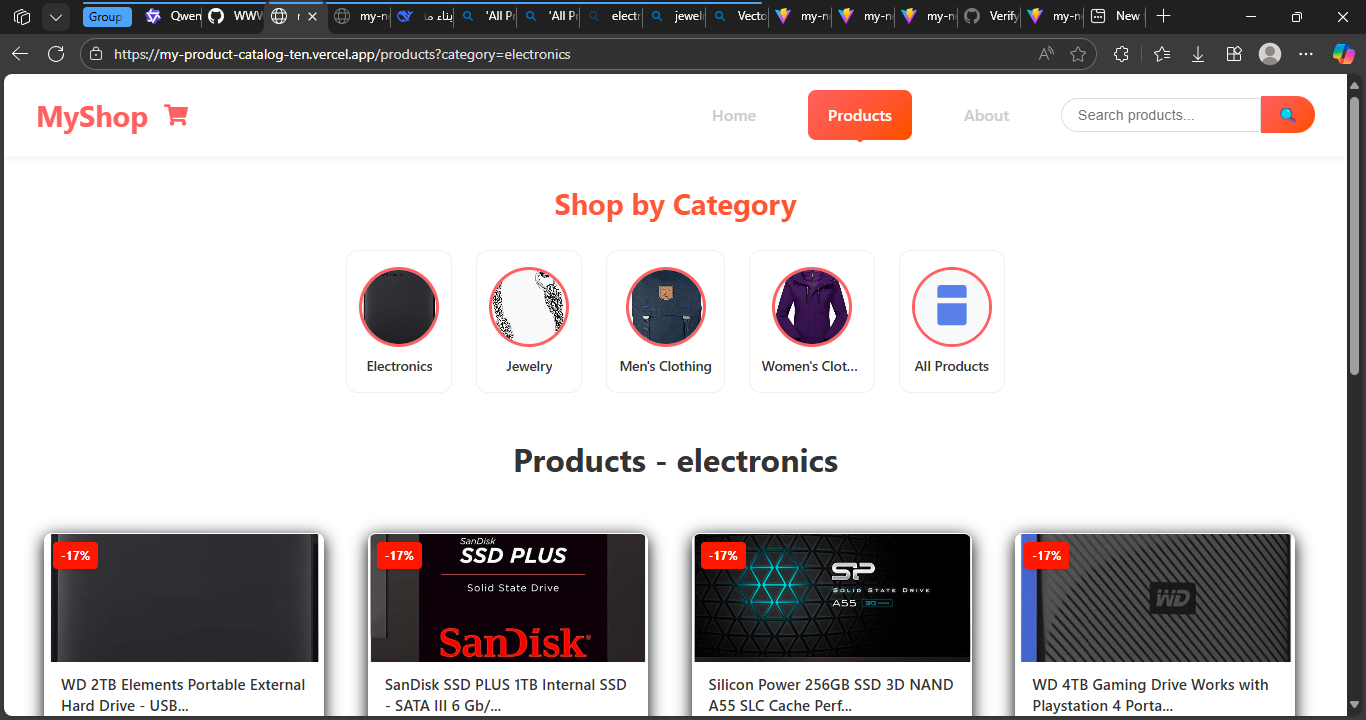 Group
Qwen
WWW
my-n
بناء ما
'All P
'All P
electr
jewel
Vecto
my-n
my-n
my-n
Verify
my-n
New
https://my-product-catalog-ten.vercel.app/products?category=electronics
MyShop
Home
Products
About
Search products...
Shop by Category
Electronics
Jewelry
Men's Clothing
Women's Clot...
All Products
Products - electronics
-17%
-17%
SanDisk
SSD PLUS
Solid State Drive
SanDisk
-17%
SP
SOLID STATE DRIVE
A55
-17%
WD
WD 2TB Elements Portable External
Hard Drive - USB...
SanDisk SSD PLUS 1TB Internal SSD
- SATA III 6 Gb/...
Silicon Power 256GB SSD 3D NAND
A55 SLC Cache Perf...
WD 4TB Gaming Drive Works with
Playstation 4 Porta...